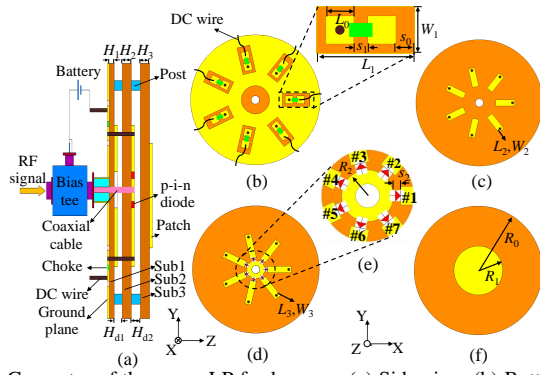 DC wire
L0
s1
s0
W1
L1
H1 H2 H3
Battery
Post
RF
signal
Bias
tee
p-i-n
diode
Patch
Coaxial
cable
Choke
DC wire
Ground
plane
Sub1
Sub2
Sub3
Hd1
Hd2
(a)
(b)
L2,W2
(c)
#3
#2
#4
R2
s2
#1
#5
#6
#7
(e)
L3,W3
(d)
R0
R1
(f)
Y
X
Z
Y
Z
X